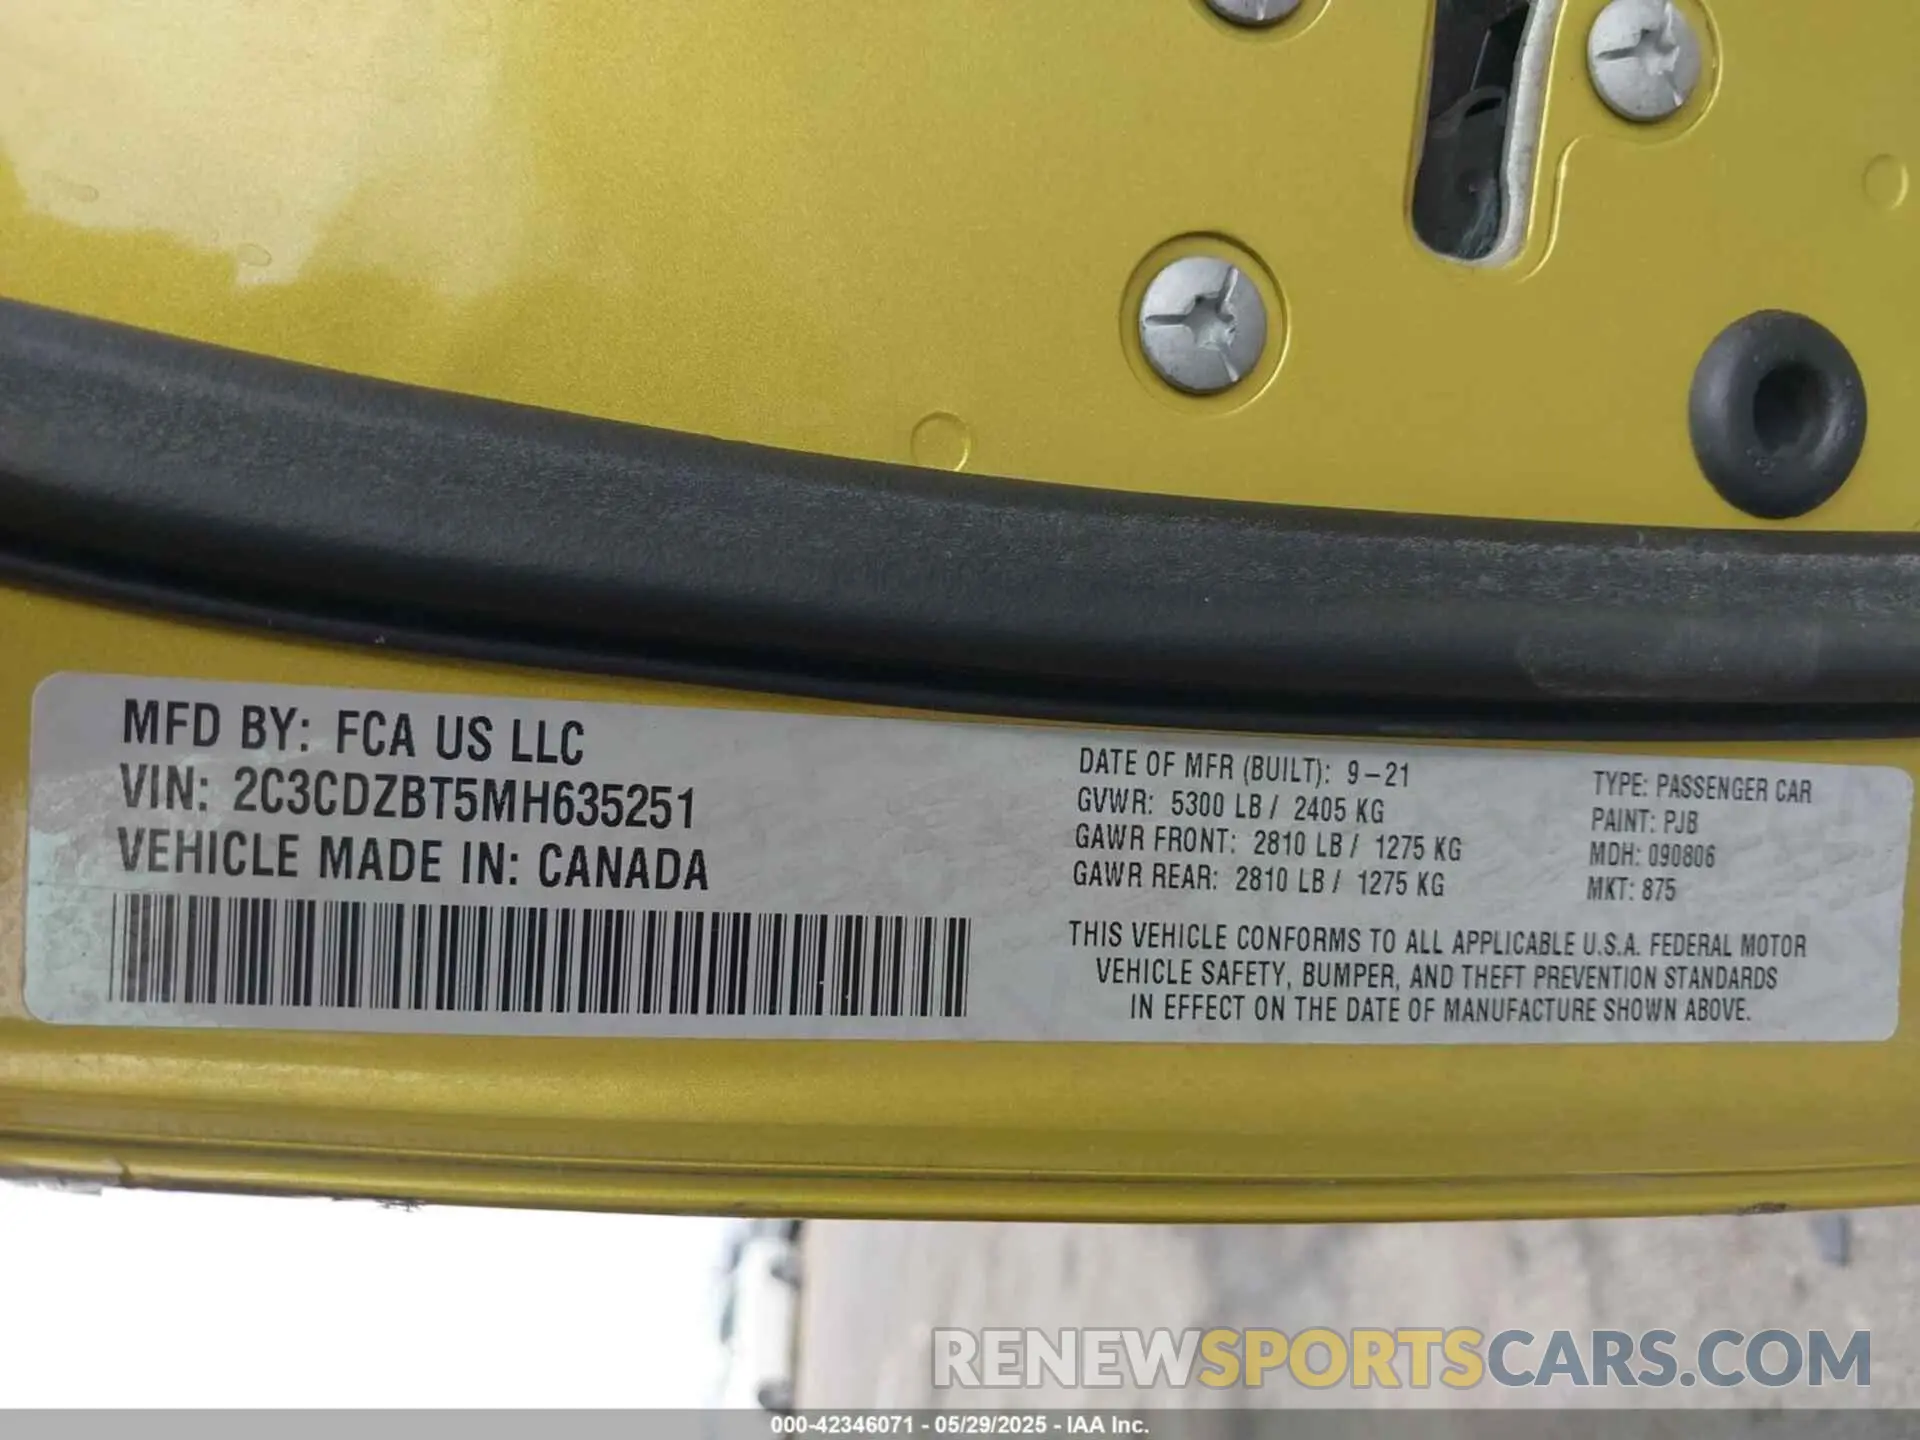 MFD BY: FCA US LLC
VIN: 2C3CDZBT5MH635251
VEHICLE MADE IN: CANADA
DATE OF MFR (BUILT): 9-21
GVWR: 5300 LB / 2405 KG
GAWR FRONT: 2810 LB / 1275 KG
GAWR REAR: 2810 LB / 1275 KG
TYPE: PASSENGER CAR
PAINT: PJB
MDH: 090806
MKT: 875
THIS VEHICLE CONFORMS TO ALL APPLICABLE U.S.A. FEDERAL MOTOR
VEHICLE SAFETY, BUMPER, AND THEFT PREVENTION STANDARDS
IN EFFECT ON THE DATE OF MANUFACTURE SHOWN ABOVE.
RENEWSPORTSCARS.COM
000-42346071 - 05/29/2025 - IAA Inc.